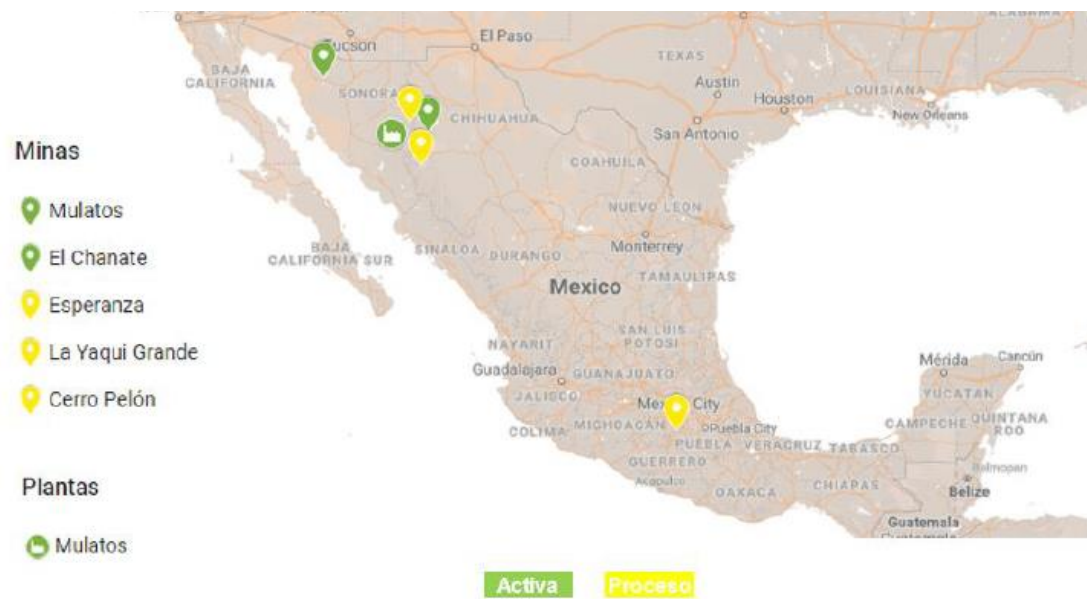 Minas
Mulatos
El Chanate
Esperanza
La Yaqui Grande
Cerro Pelón
Plantas
Mulatos
ALABAMA
Tucson
El Paso
TEXAS
BAJA
CALIFORNIA
SONORA
CHIHUAHUA
Austin
Houston
LOUISIANA
New Orleans
San Antonio
COAHUILA
NUEVO LEON
BAJA
CALIFORNIA SUR
SINALOA
DURANGO
Monterrey
TAMAULIPAS
Mexico
SAN LUIS
POTOSI
NAYARIT
Guadalajara
GUANAJUATO
JALISCO
Mexico City
COLIMA
MICHOACÁN
Puebla City
PUEBLA
VERACRUZ
TABASCO
GUERRERO
Acapulco
OAXACA
CHIAPAS
Mérida
Cancún
YUCATAN
CAMPECHE
QUINTANA
ROO
Belmopan
Belize
Guatemala
Activa
Proceso